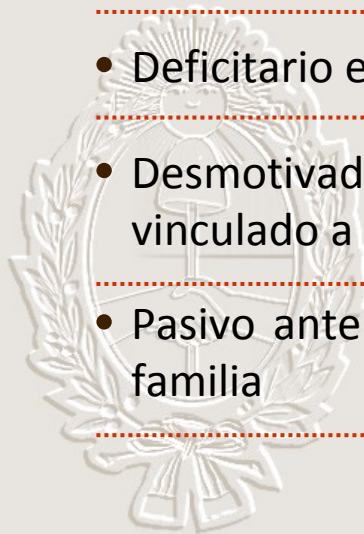 • Deficitario e
• Desmotivad
vinculado a
• Pasivo ante
familia